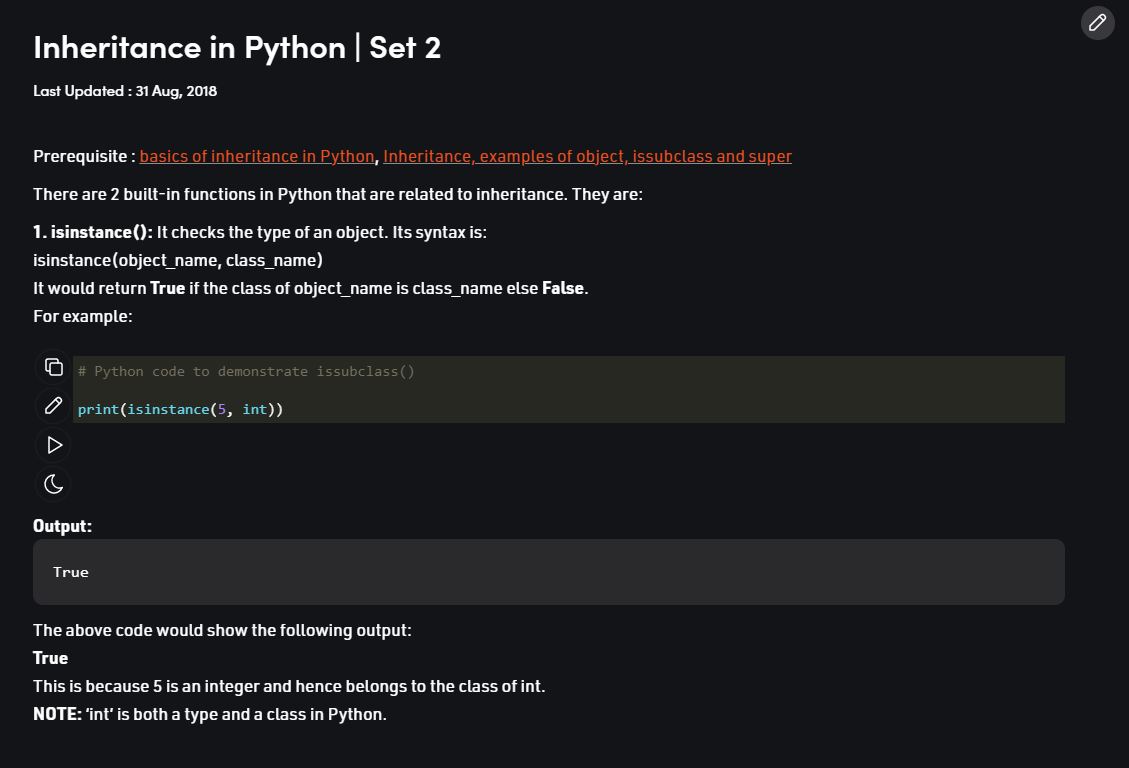 Inheritance in Python | Set 2
Last Updated : 31 Aug, 2018
Prerequisite : basics of inheritance in Python, Inheritance, examples of object, issubclass and super
There are 2 built-in functions in Python that are related to inheritance. They are:
1. isinstance(): It checks the type of an object. Its syntax is:
isinstance(object_name, class_name)
It would return True if the class of object_name is class_name else False.
For example:
# Python code to demonstrate issubclass()
print(isinstance(5, int))
Output:
True
The above code would show the following output:
True
This is because 5 is an integer and hence belongs to the class of int.
NOTE: ‘int’ is both a type and a class in Python.